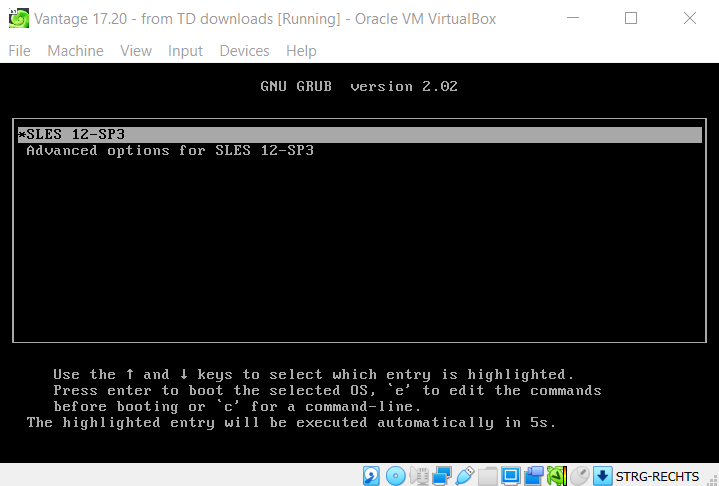 Vantage 17.20 - from TD downloads [Running] - Oracle VM VirtualBox
File Machine View Input Devices Help
GNU GRUB version 2.02
*SLES 12-SP3
Advanced options for SLES 12-SP3
Use the ↑ and ↓ keys to select which entry is highlighted.
Press enter to boot the selected OS, `e' to edit the commands
before booting or `c' for a command-line.
The highlighted entry will be executed automatically in 5s.
STRG-RECHTS